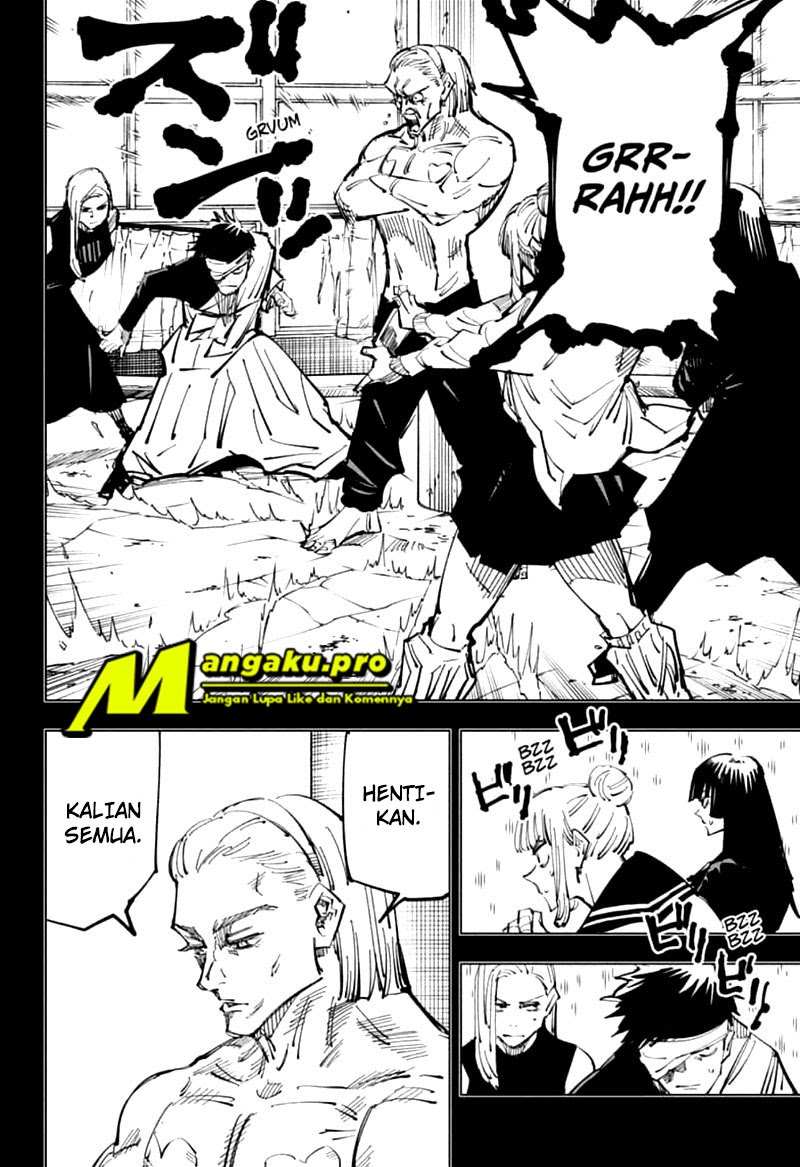 GRR-
RAHH!!
ズン
GRVUM
Mangaku.pro
Jangan Lupa Like dan Komennya
BZZ
BZZ
ビビ
HENTI-
KAN.
KALIAN
SEMUA.
BZZ
BZZ
ビビ